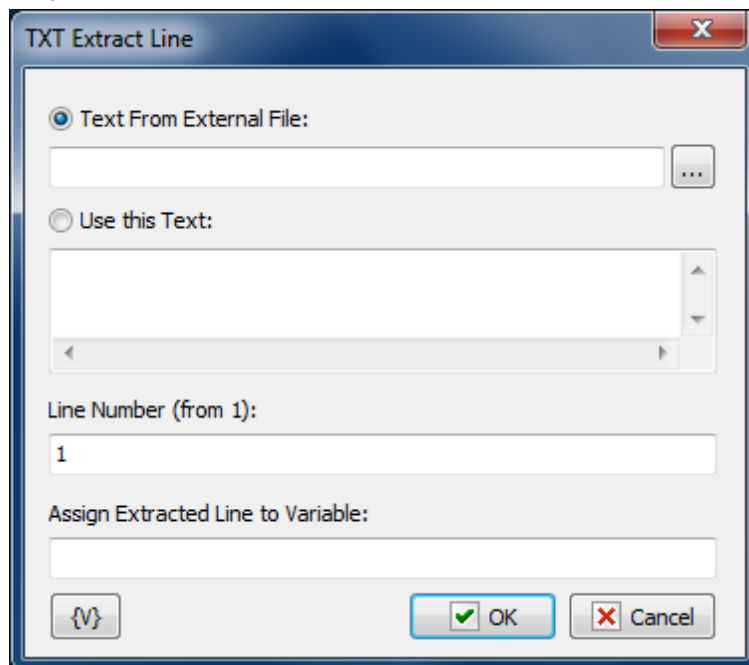 TXT Extract Line
Text From External File:
...
Use this Text:
Line Number (from 1):
1
Assign Extracted Line to Variable:
{V} OK Cancel